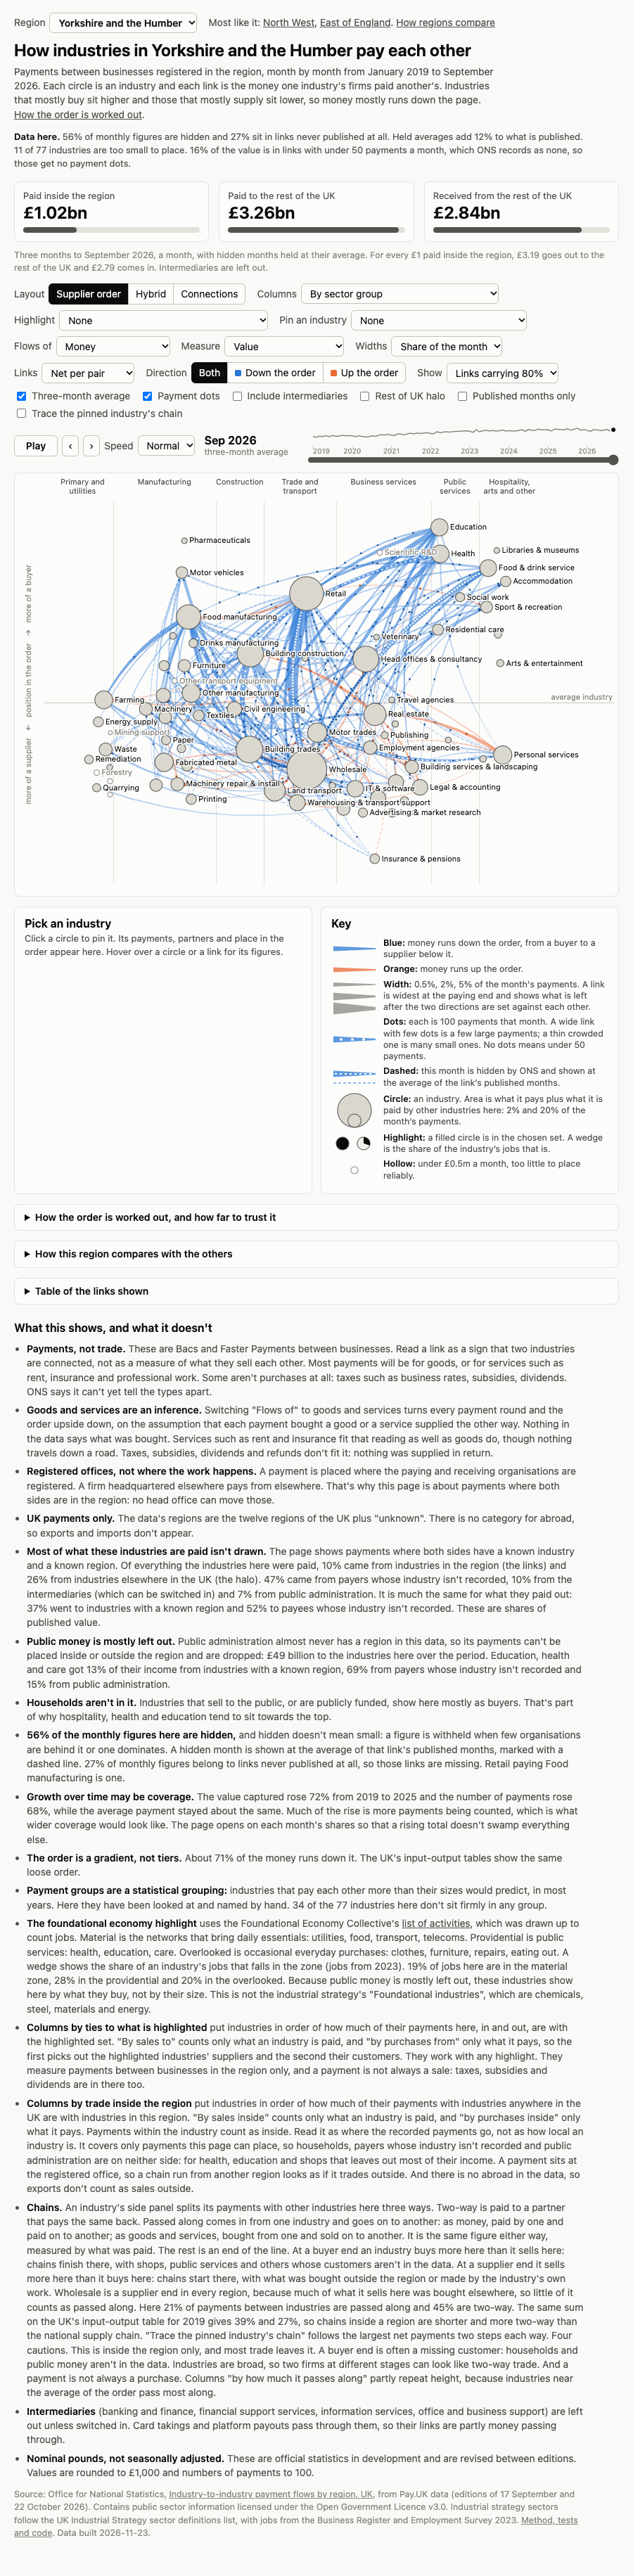 Region Yorkshire and the Humber Most like it: North West, East of England. How regions compare
How industries in Yorkshire and the Humber pay each other
Payments between businesses registered in the region, month by month from January 2019 to September
2026. Each circle is an industry and each link is the money one industry's firms paid another's. Industries
that mostly buy sit higher and those that mostly supply sit lower, so money mostly runs down the page.
How the order is worked out.
Data here. 56% of monthly figures are hidden and 27% sit in links never published at all. Held averages add 12% to what is published.
11 of 77 industries are too small to place. 16% of the value is in links with under 50 payments a month, which ONS records as none, so
those get no payment dots.
Paid inside the region
£1.02bn
Paid to the rest of the UK
£3.26bn
Received from the rest of the UK
£2.84bn
Three months to September 2026, a month, with hidden months held at their average. For every £1 paid inside the region, £3.19 goes out to the
rest of the UK and £2.79 comes in. Intermediaries are left out.
Layout Supplier order Hybrid Connections Columns By sector group
Highlight None Pin an industry None
Flows of Money Measure Value Widths Share of the month
Links Net per pair Direction Both Down the order Up the order Show Links carrying 80%
Three-month average Payment dots Include intermediaries Rest of UK halo Published months only
Trace the pinned industry's chain
Play ‹ › Speed Normal Sep 2026
three-month average
2019 2020 2021 2022 2023 2024 2025 2026
Primary and
utilities
Manufacturing
Construction
Trade and
transport
Business services
Public
services
Hospitality,
arts and other
more of a supplier ← position in the order → more of a buyer
Education
Pharmaceuticals
Scientific R&D
Health
Libraries & museums
Food & drink service
Motor vehicles
Accommodation
Retail
Social work
Sport & recreation
Food manufacturing
Residential care
Veterinary
Drinks manufacturing
Building construction
Head offices & consultancy
Furniture
Arts & entertainment
Other transport equipment
Other manufacturing
average industry
Farming
Travel agencies
Machinery
Civil engineering
Textiles
Real estate
Energy supply
Mining support
Motor trades
Publishing
Paper
Waste
Building trades
Employment agencies
Personal services
Remediation
Fabricated metal
Building services & landscaping
Forestry
Wholesale
Quarrying
Machinery repair & install
Land transport
IT & software
Legal & accounting
Printing
Warehousing & transport support
Advertising & market research
Insurance & pensions
Pick an industry
Click a circle to pin it. Its payments, partners and place in the
order appear here. Hover over a circle or a link for its figures.
Key
Blue: money runs down the order, from a buyer to a
supplier below it.
Orange: money runs up the order.
Width: 0.5%, 2%, 5% of the month's payments. A link
is widest at the paying end and shows what is left
after the two directions are set against each other.
Dots: each is 100 payments that month. A wide link
with few dots is a few large payments; a thin crowded
one is many small ones. No dots means under 50
payments.
Dashed: this month is hidden by ONS and shown at
the average of the link's published months.
Circle: an industry. Area is what it pays plus what it is
paid by other industries here: 2% and 20% of the
month's payments.
Highlight: a filled circle is in the chosen set. A wedge
is the share of the industry's jobs that is.
Hollow: under £0.5m a month, too little to place
reliably.
▶ How the order is worked out, and how far to trust it
▶ How this region compares with the others
▶ Table of the links shown
What this shows, and what it doesn't
• Payments, not trade. These are Bacs and Faster Payments between businesses. Read a link as a sign that two industries
are connected, not as a measure of what they sell each other. Most payments will be for goods, or for services such as
rent, insurance and professional work. Some aren't purchases at all: taxes such as business rates, subsidies, dividends.
ONS says it can't yet tell the types apart.
• Goods and services are an inference. Switching "Flows of" to goods and services turns every payment round and the
order upside down, on the assumption that each payment bought a good or a service supplied the other way. Nothing in
the data says what was bought. Services such as rent and insurance fit that reading as well as goods do, though nothing
travels down a road. Taxes, subsidies, dividends and refunds don't fit it: nothing was supplied in return.
• Registered offices, not where the work happens. A payment is placed where the paying and receiving organisations are
registered. A firm headquartered elsewhere pays from elsewhere. That's why this page is about payments where both
sides are in the region: no head office can move those.
• UK payments only. The data's regions are the twelve regions of the UK plus "unknown". There is no category for abroad,
so exports and imports don't appear.
• Most of what these industries are paid isn't drawn. The page shows payments where both sides have a known industry
and a known region. Of everything the industries here were paid, 10% came from industries in the region (the links) and
26% from industries elsewhere in the UK (the halo). 47% came from payers whose industry isn't recorded, 10% from the
intermediaries (which can be switched in) and 7% from public administration. It is much the same for what they paid out:
37% went to industries with a known region and 52% to payees whose industry isn't recorded. These are shares of
published value.
• Public money is mostly left out. Public administration almost never has a region in this data, so its payments can't be
placed inside or outside the region and are dropped: £49 billion to the industries here over the period. Education, health
and care got 13% of their income from industries with a known region, 69% from payers whose industry isn't recorded and
15% from public administration.
• Households aren't in it. Industries that sell to the public, or are publicly funded, show here mostly as buyers. That's part
of why hospitality, health and education tend to sit towards the top.
• 56% of the monthly figures here are hidden, and hidden doesn't mean small: a figure is withheld when few organisations
are behind it or one dominates. A hidden month is shown at the average of that link's published months, marked with a
dashed line. 27% of monthly figures belong to links never published at all, so those links are missing. Retail paying Food
manufacturing is one.
• Growth over time may be coverage. The value captured rose 72% from 2019 to 2025 and the number of payments rose
68%, while the average payment stayed about the same. Much of the rise is more payments being counted, which is what
wider coverage would look like. The page opens on each month's shares so that a rising total doesn't swamp everything
else.
• The order is a gradient, not tiers. About 71% of the money runs down it. The UK's input-output tables show the same
loose order.
• Payment groups are a statistical grouping: industries that pay each other more than their sizes would predict, in most
years. Here they have been looked at and named by hand. 34 of the 77 industries here don't sit firmly in any group.
• The foundational economy highlight uses the Foundational Economy Collective's list of activities, which was drawn up to
count jobs. Material is the networks that bring daily essentials: utilities, food, transport, telecoms. Providential is public
services: health, education, care. Overlooked is occasional everyday purchases: clothes, furniture, repairs, eating out. A
wedge shows the share of an industry's jobs that falls in the zone (jobs from 2023). 19% of jobs here are in the material
zone, 28% in the providential and 20% in the overlooked. Because public money is mostly left out, these industries show
here by what they buy, not by their size. This is not the industrial strategy's "Foundational industries", which are chemicals,
steel, materials and energy.
• Columns by ties to what is highlighted put industries in order of how much of their payments here, in and out, are with
the highlighted set. "By sales to" counts only what an industry is paid, and "by purchases from" only what it pays, so the
first picks out the highlighted industries' suppliers and the second their customers. They work with any highlight. They
measure payments between businesses in the region only, and a payment is not always a sale: taxes, subsidies and
dividends are in there too.
• Columns by trade inside the region put industries in order of how much of their payments with industries anywhere in the
UK are with industries in this region. "By sales inside" counts only what an industry is paid, and "by purchases inside" only
what it pays. Payments within the industry count as inside. Read it as where the recorded payments go, not as how local an
industry is. It covers only payments this page can place, so households, payers whose industry isn't recorded and public
administration are on neither side: for health, education and shops that leaves out most of their income. A payment sits at
the registered office, so a chain run from another region looks as if it trades outside. And there is no abroad in the data, so
exports don't count as sales outside.
• Chains. An industry's side panel splits its payments with other industries here three ways. Two-way is paid to a partner
that pays the same back. Passed along comes in from one industry and goes on to another: as money, paid by one and
paid on to another; as goods and services, bought from one and sold on to another. It is the same figure either way,
measured by what was paid. The rest is an end of the line. At a buyer end an industry buys more here than it sells here:
chains finish there, with shops, public services and others whose customers aren't in the data. At a supplier end it sells
more here than it buys here: chains start there, with what was bought outside the region or made by the industry's own
work. Wholesale is a supplier end in every region, because much of what it sells here was bought elsewhere, so little of it
counts as passed along. Here 21% of payments between industries are passed along and 45% are two-way. The same sum
on the UK's input-output table for 2019 gives 39% and 27%, so chains inside a region are shorter and more two-way than
the national supply chain. "Trace the pinned industry's chain" follows the largest net payments two steps each way. Four
cautions. This is inside the region only, and most trade leaves it. A buyer end is often a missing customer: households and
public money aren't in the data. Industries are broad, so two firms at different stages can look like two-way trade. And a
payment is not always a purchase. Columns "by how much it passes along" partly repeat height, because industries near
the average of the order pass most along.
• Intermediaries (banking and finance, financial support services, information services, office and business support) are left
out unless switched in. Card takings and platform payouts pass through them, so their links are partly money passing
through.
• Nominal pounds, not seasonally adjusted. These are official statistics in development and are revised between editions.
Values are rounded to £1,000 and numbers of payments to 100.
Source: Office for National Statistics, Industry-to-industry payment flows by region, UK, from Pay.UK data (editions of 17 September and
22 October 2026). Contains public sector information licensed under the Open Government Licence v3.0. Industrial strategy sectors
follow the UK Industrial Strategy sector definitions list, with jobs from the Business Register and Employment Survey 2023. Method, tests
and code. Data built 2026-11-23.